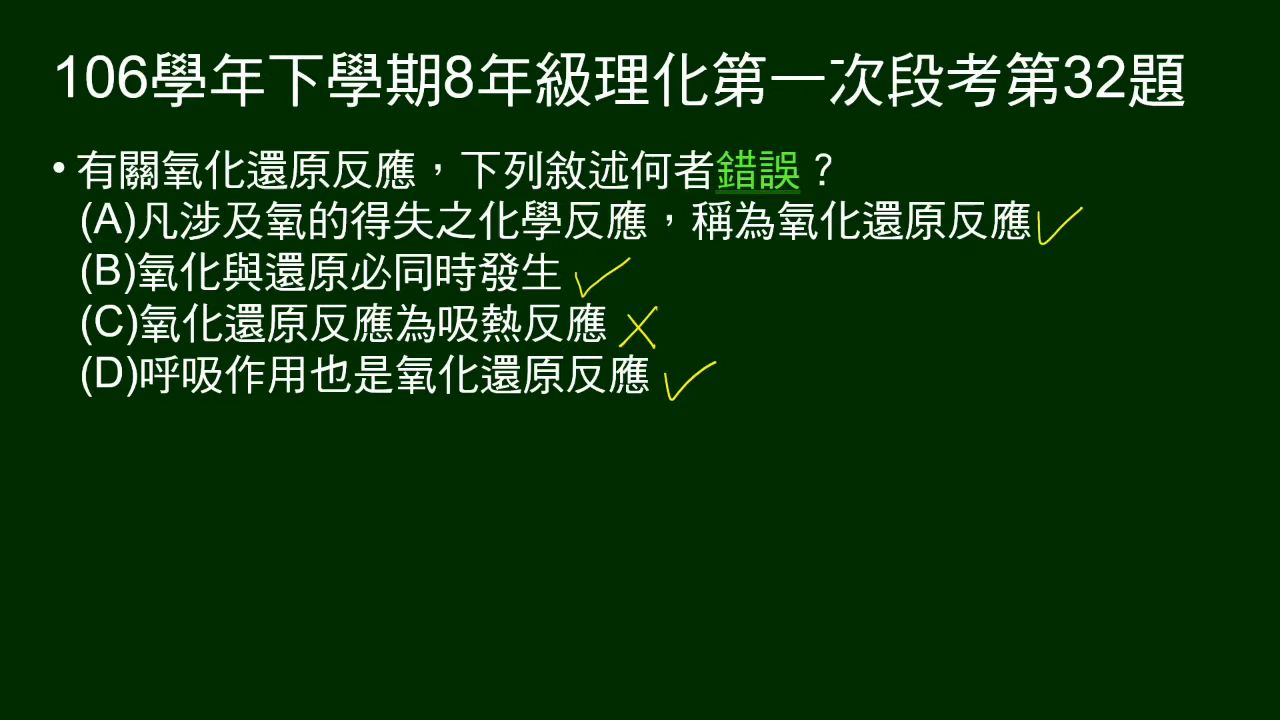 106學年下學期8年級理化第一次段考第32題
• 有關氧化還原反應，下列敘述何者錯誤？
(A)凡涉及氧的得失之化學反應，稱為氧化還原反應
(B)氧化與還原必同時發生
(C)氧化還原反應為吸熱反應
(D)呼吸作用也是氧化還原反應